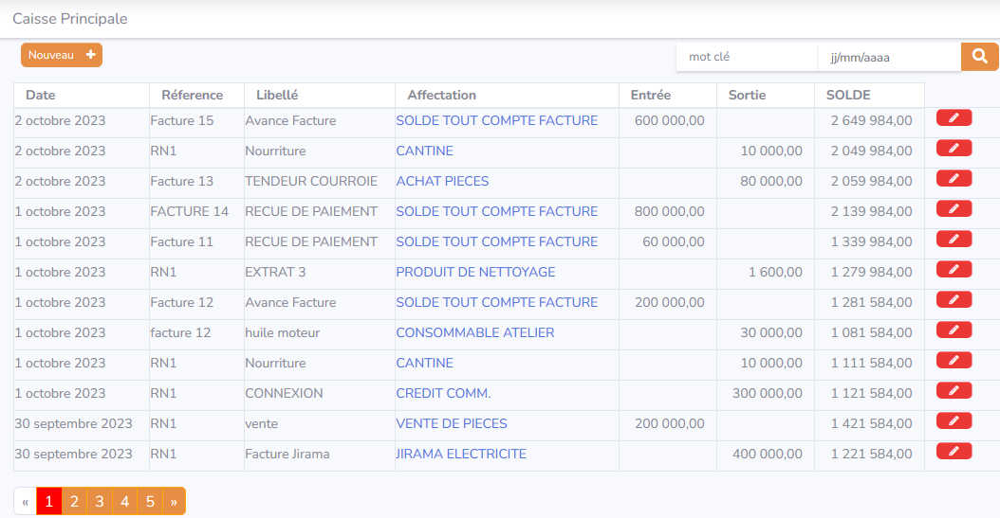 Caisse Principale
Nouveau +
mot clé jj/mm/aaaa
Date Réference Libellé Affectation Entrée Sortie SOLDE
2 octobre 2023 Facture 15 Avance Facture SOLDE TOUT COMPTE FACTURE 600 000,00 2 649 984,00
2 octobre 2023 RN1 Nourriture CANTINE 10 000,00 2 049 984,00
2 octobre 2023 Facture 13 TENDEUR COURROIE ACHAT PIECES 80 000,00 2 059 984,00
1 octobre 2023 FACTURE 14 RECUE DE PAIEMENT SOLDE TOUT COMPTE FACTURE 800 000,00 2 139 984,00
1 octobre 2023 Facture 11 RECUE DE PAIEMENT SOLDE TOUT COMPTE FACTURE 60 000,00 1 339 984,00
1 octobre 2023 RN1 EXTRAT 3 PRODUIT DE NETTOYAGE 1 600,00 1 279 984,00
1 octobre 2023 Facture 12 Avance Facture SOLDE TOUT COMPTE FACTURE 200 000,00 1 281 584,00
1 octobre 2023 facture 12 huile moteur CONSOMMABLE ATELIER 30 000,00 1 081 584,00
1 octobre 2023 RN1 Nourriture CANTINE 10 000,00 1 111 584,00
1 octobre 2023 RN1 CONNEXION CREDIT COMM. 300 000,00 1 121 584,00
30 septembre 2023 RN1 vente VENTE DE PIECES 200 000,00 1 421 584,00
30 septembre 2023 RN1 Facture Jirama JIRAMA ELECTRICITE 400 000,00 1 221 584,00
« 1 2 3 4 5 »